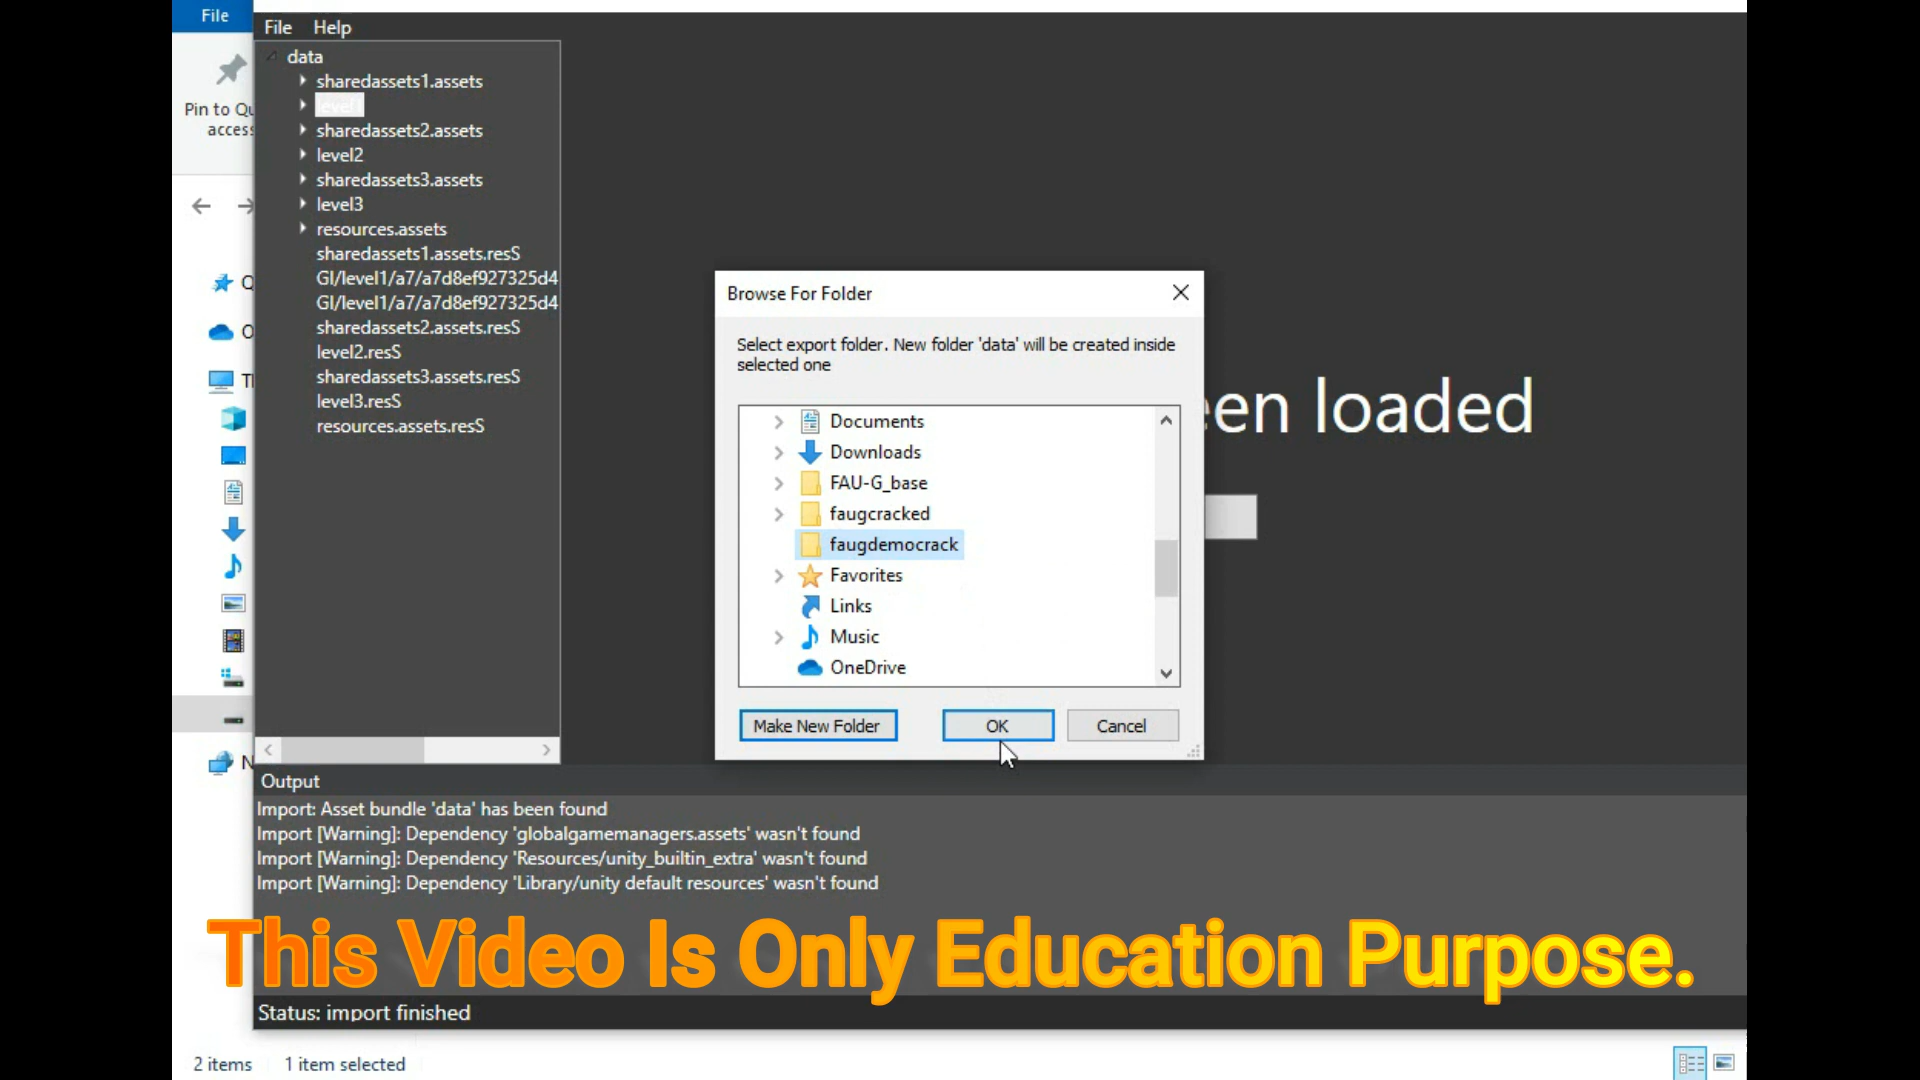 File
File Help
data
sharedassets1.assets
Pin to Qu
access
level1
sharedassets2.assets
level2
sharedassets3.assets
level3
resources.assets
sharedassets1.assets.resS
GI/level1/a7/a7d8ef927325d4
GI/level1/a7/a7d8ef927325d4
sharedassets2.assets.resS
level2.resS
sharedassets3.assets.resS
level3.resS
resources.assets.resS
Browse For Folder
Select export folder. New folder 'data' will be created inside
selected one
Documents
Downloads
FAU-G_base
faugcracked
faugdemocrack
Favorites
Links
Music
OneDrive
Make New Folder OK Cancel
een loaded
Output
Import: Asset bundle 'data' has been found
Import [Warning]: Dependency 'globalgamemanagers.assets' wasn't found
Import [Warning]: Dependency 'Resources/unity_builtin_extra' wasn't found
Import [Warning]: Dependency 'Library/unity default resources' wasn't found
This Video Is Only Education Purpose.
Status: import finished
2 items 1 item selected